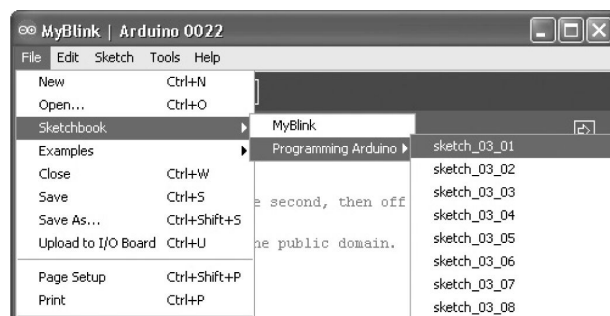 MyBlink | Arduino 0022
File Edit Sketch Tools Help
New Ctrl+N
Open... Ctrl+O
Sketchbook
Examples
Close Ctrl+W
Save Ctrl+S
Save As... Ctrl+Shift+S
Upload to I/O Board Ctrl+U
Page Setup Ctrl+Shift+P
Print Ctrl+P
MyBlink
Programming Arduino
sketch_03_01
sketch_03_02
sketch_03_03
sketch_03_04
sketch_03_05
sketch_03_06
sketch_03_07
sketch_03_08
e second, then off
he public domain.